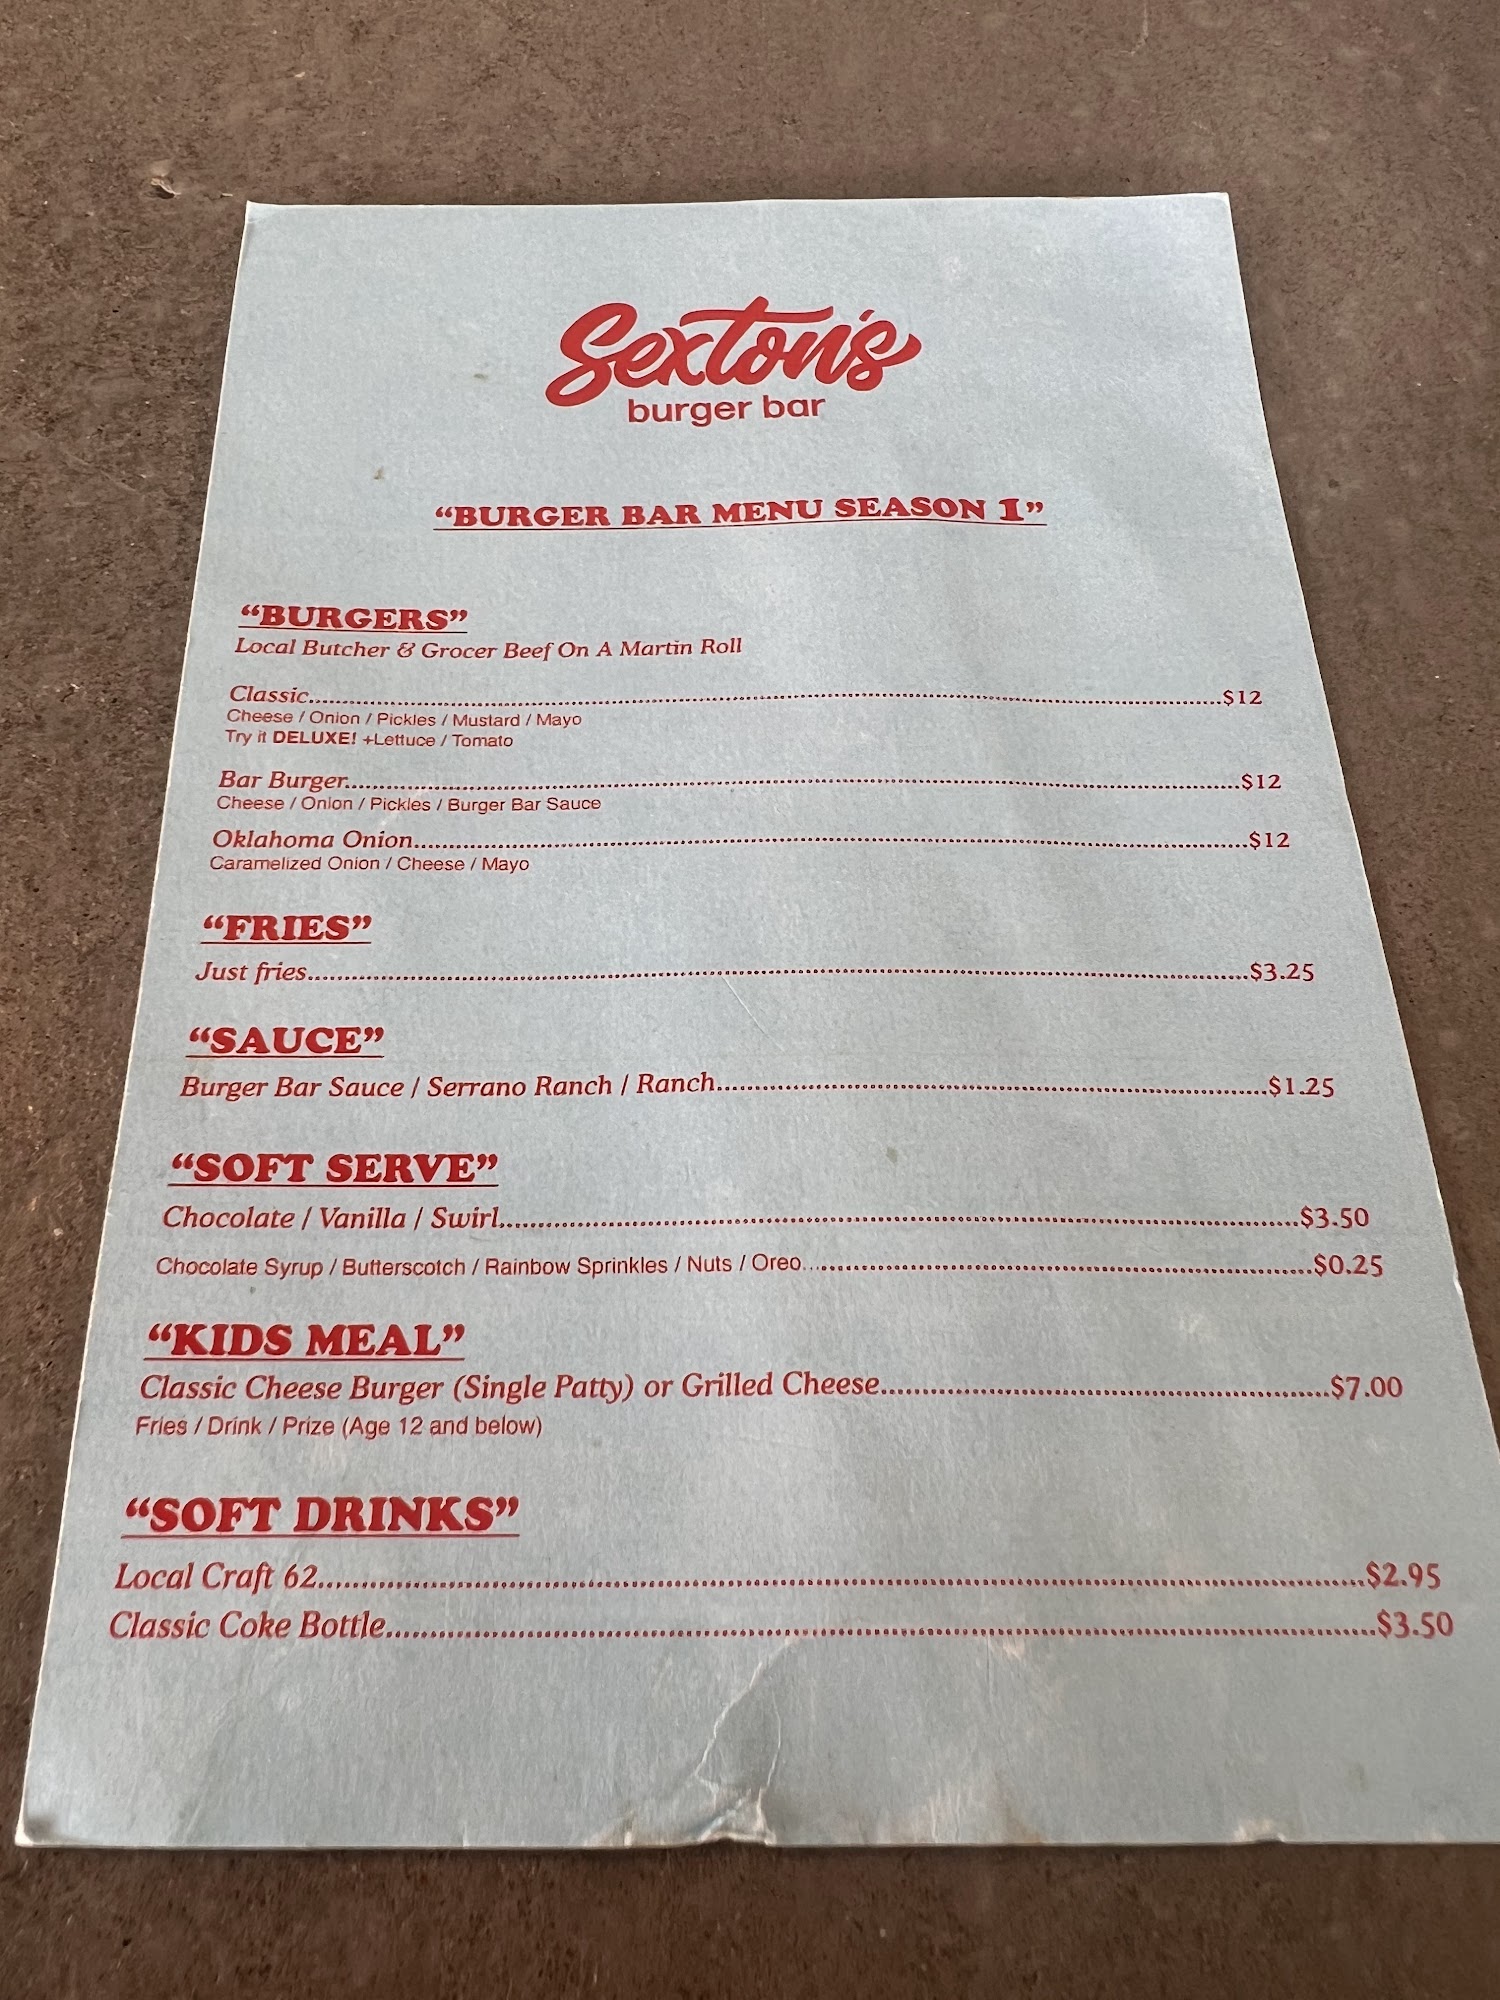 Sexton's
burger bar
“BURGER BAR MENU SEASON 1”
“BURGERS”
Local Butcher & Grocer Beef On A Martin Roll
Classic....................$12
Cheese / Onion / Pickles / Mustard / Mayo
Try it DELUXE! +Lettuce / Tomato
Bar Burger....................$12
Cheese / Onion / Pickles / Burger Bar Sauce
Oklahoma Onion....................$12
Caramelized Onion / Cheese / Mayo
“FRIES”
Just fries....................$3.25
“SAUCE”
Burger Bar Sauce / Serrano Ranch / Ranch....................$1.25
“SOFT SERVE”
Chocolate / Vanilla / Swirl....................$3.50
Chocolate Syrup / Butterscotch / Rainbow Sprinkles / Nuts / Oreo....................$0.25
“KIDS MEAL”
Classic Cheese Burger (Single Patty) or Grilled Cheese....................$7.00
Fries / Drink / Prize (Age 12 and below)
“SOFT DRINKS”
Local Craft 62....................$2.95
Classic Coke Bottle....................$3.50